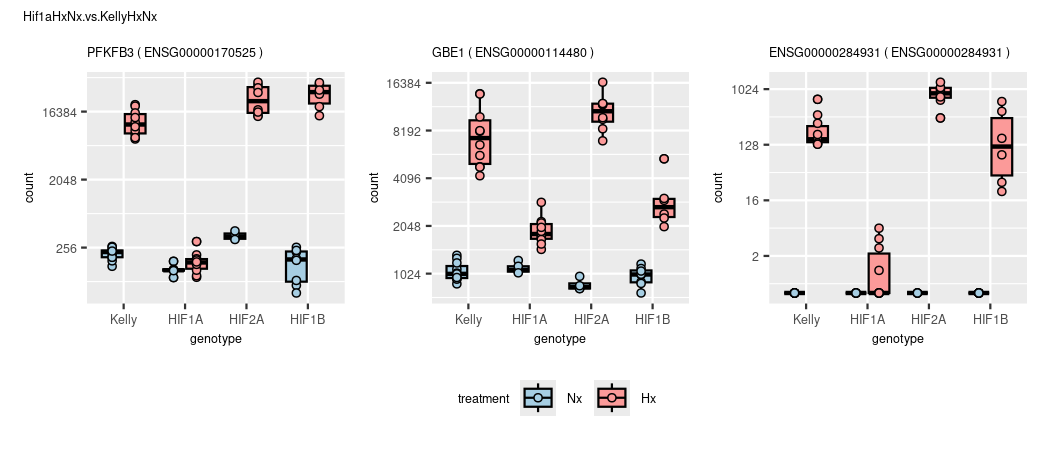 Hif1aHxNx.vs.KellyHxNx
PFKFB3 ( ENSG00000170525 )
16384
2048
256
count
Kelly HIF1A HIF2A HIF1B
genotype
GBE1 ( ENSG00000114480 )
16384
8192
4096
2048
1024
count
Kelly HIF1A HIF2A HIF1B
genotype
ENSG00000284931 ( ENSG00000284931 )
1024
128
16
2
count
Kelly HIF1A HIF2A HIF1B
genotype
treatment Nx Hx